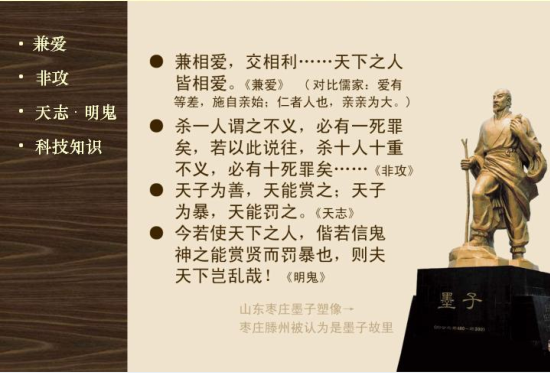 • 兼爱
• 非攻
• 天志·明鬼
• 科技知识
● 兼相爱，交相利……天下之人
皆相爱。《兼爱》（对比儒家：爱有
等差，施自亲始；仁者人也，亲亲为大。）
● 杀一人谓之不义，必有一死罪
矣，若以此说往，杀十人十重
不义，必有十死罪矣……《非攻》
● 天子为善，天能赏之；天子
为暴，天能罚之。《天志》
● 今若使天下之人，偕若信鬼
神之能赏贤而罚暴也，则夫
天下岂乱哉！《明鬼》
山东枣庄墨子塑像→
枣庄滕州被认为是墨子故里
墨子